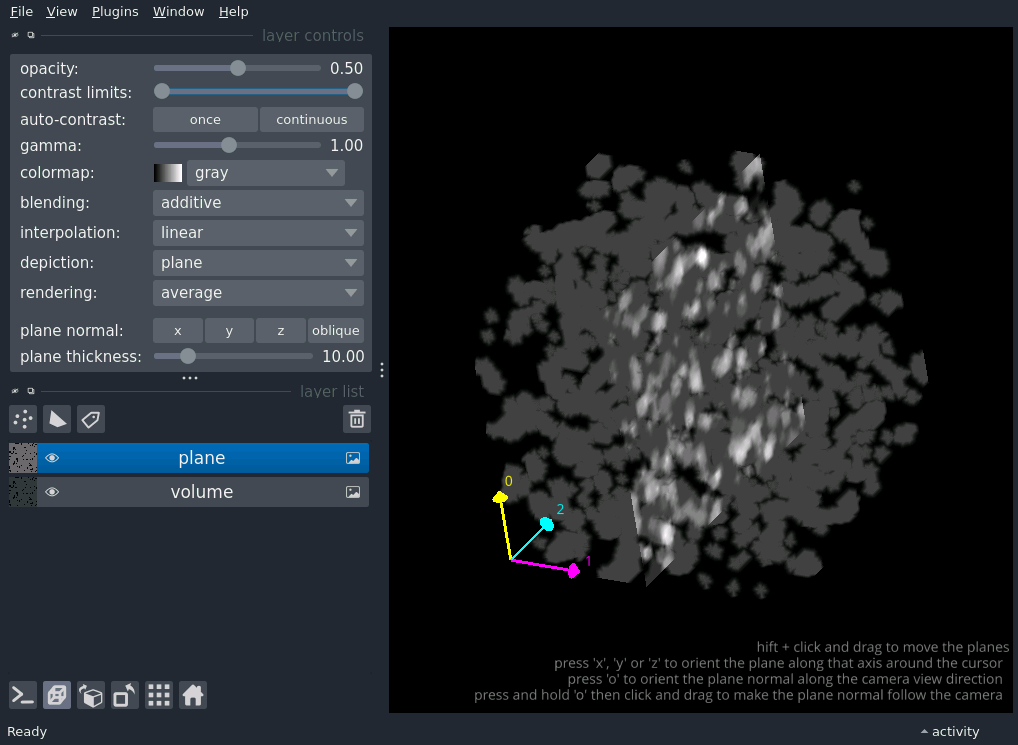 File View Plugins Window Help
layer controls
opacity: 0.50
contrast limits:
auto-contrast: once continuous
gamma: 1.00
colormap: gray
blending: additive
interpolation: linear
depiction: plane
rendering: average
plane normal: x y z oblique
plane thickness: 10.00
layer list
plane
volume
0
2
1
hift + click and drag to move the planes
press 'x', 'y' or 'z' to orient the plane along that axis around the cursor
press 'o' to orient the plane normal along the camera view direction
press and hold 'o' then click and drag to make the plane normal follow the camera
Ready activity